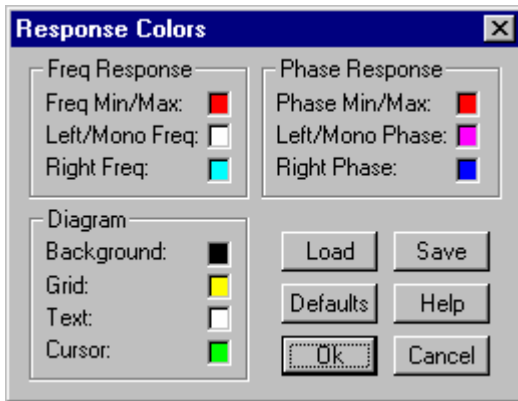 Response Colors
Freq Response
Freq Min/Max:
Left/Mono Freq:
Right Freq:
Phase Response
Phase Min/Max:
Left/Mono Phase:
Right Phase:
Diagram
Background:
Grid:
Text:
Cursor:
Load Save
Defaults Help
Ok Cancel